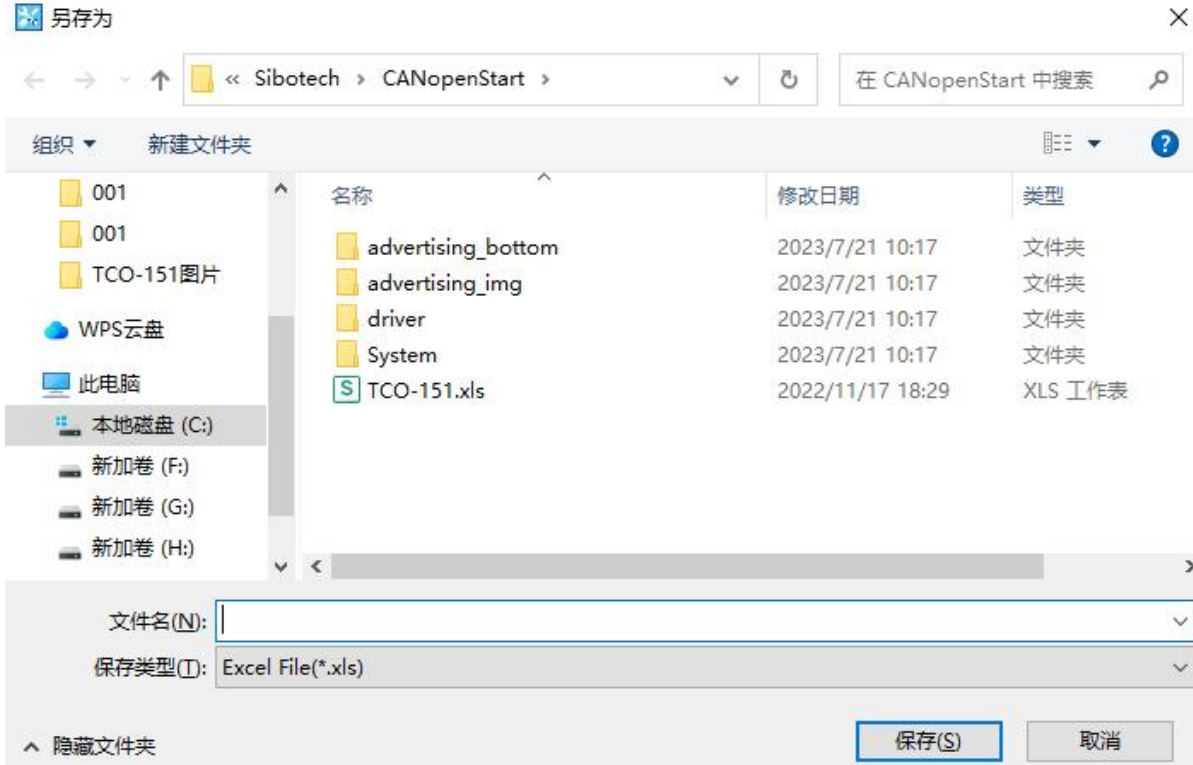 另存为
« Sibotech › CANopenStart ›
在 CANopenStart 中搜索
组织
新建文件夹
001
001
TCO-151图片
WPS云盘
此电脑
本地磁盘 (C:)
新加卷 (F:)
新加卷 (G:)
新加卷 (H:)
名称 修改日期 类型
advertising_bottom 2023/7/21 10:17 文件夹
advertising_img 2023/7/21 10:17 文件夹
driver 2023/7/21 10:17 文件夹
System 2023/7/21 10:17 文件夹
TCO-151.xls 2022/11/17 18:29 XLS 工作表
文件名(N):
保存类型(T): Excel File(*.xls)
隐藏文件夹
保存(S)
取消